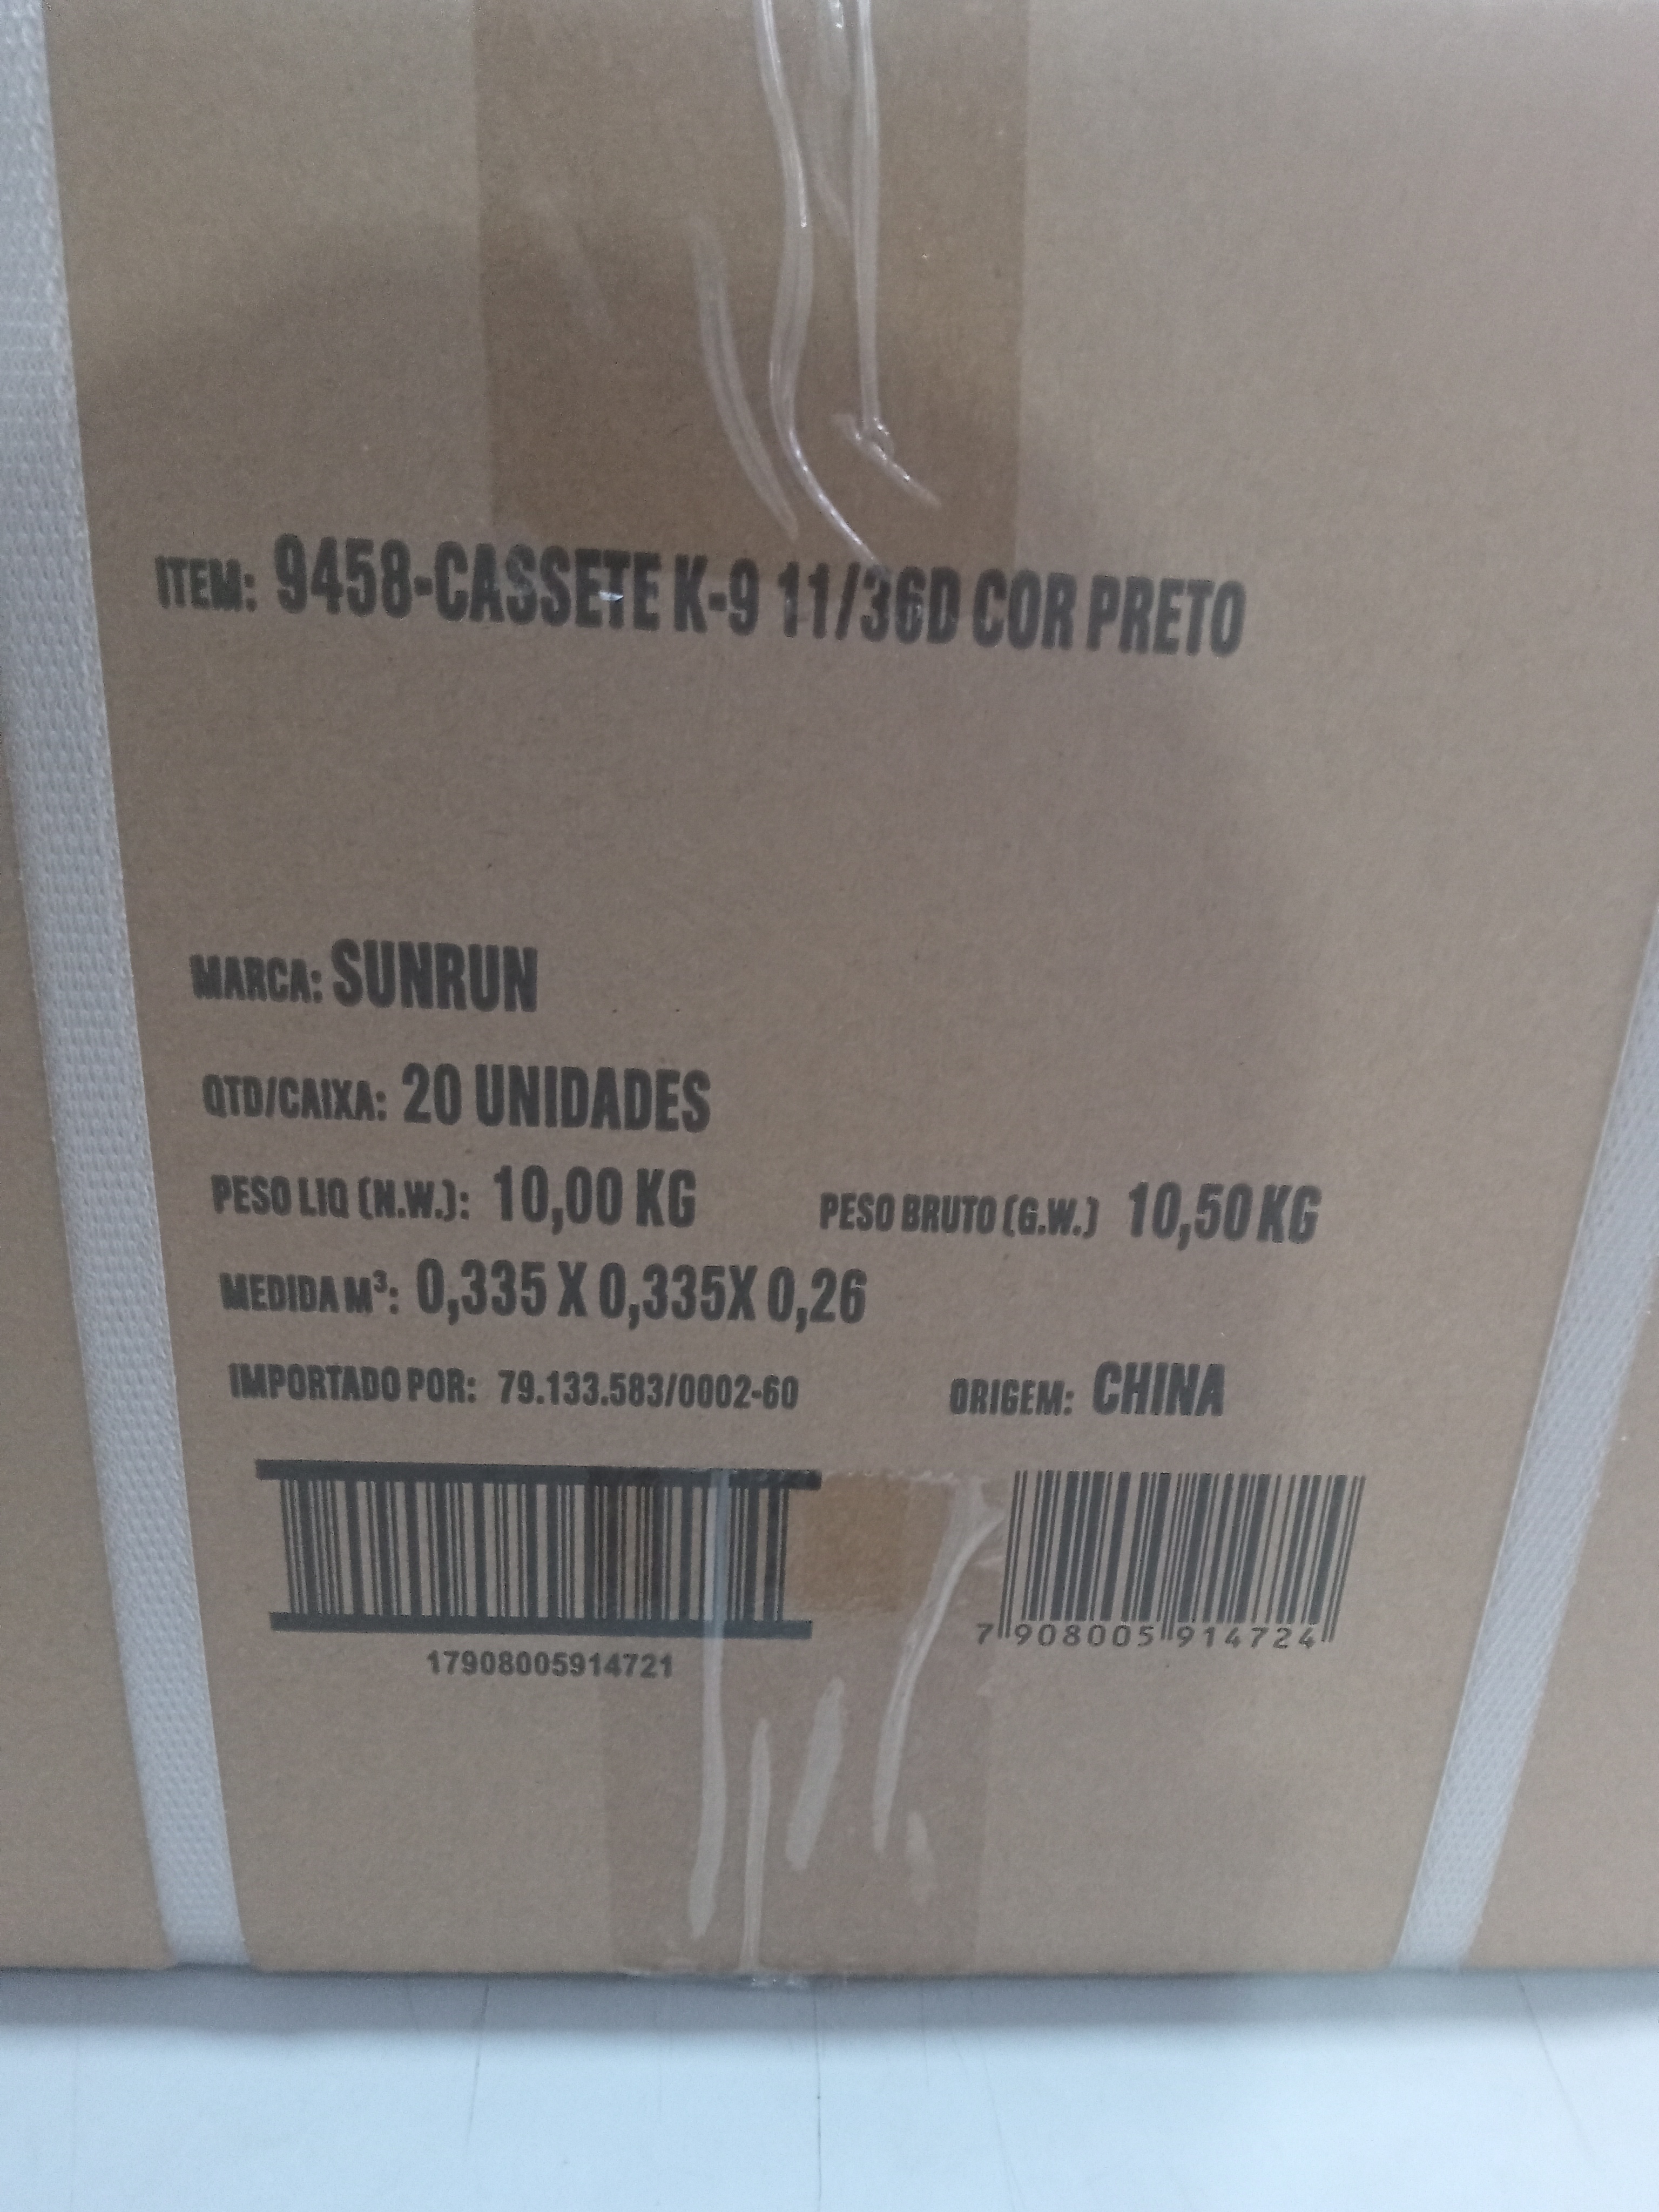 ITEM: 9458-CASSETE K-9 11/36D COR PRETO
MARCA: SUNRUN
QTD/CAIXA: 20 UNIDADES
PESO LIQ (N.W.): 10,00 KG PESO BRUTO (G.W.) 10,50 KG
MEDIDA M³: 0,335 X 0,335X 0,26
IMPORTADO POR: 79.133.583/0002-60 ORIGEM: CHINA
17908005914721
7 908005 914724